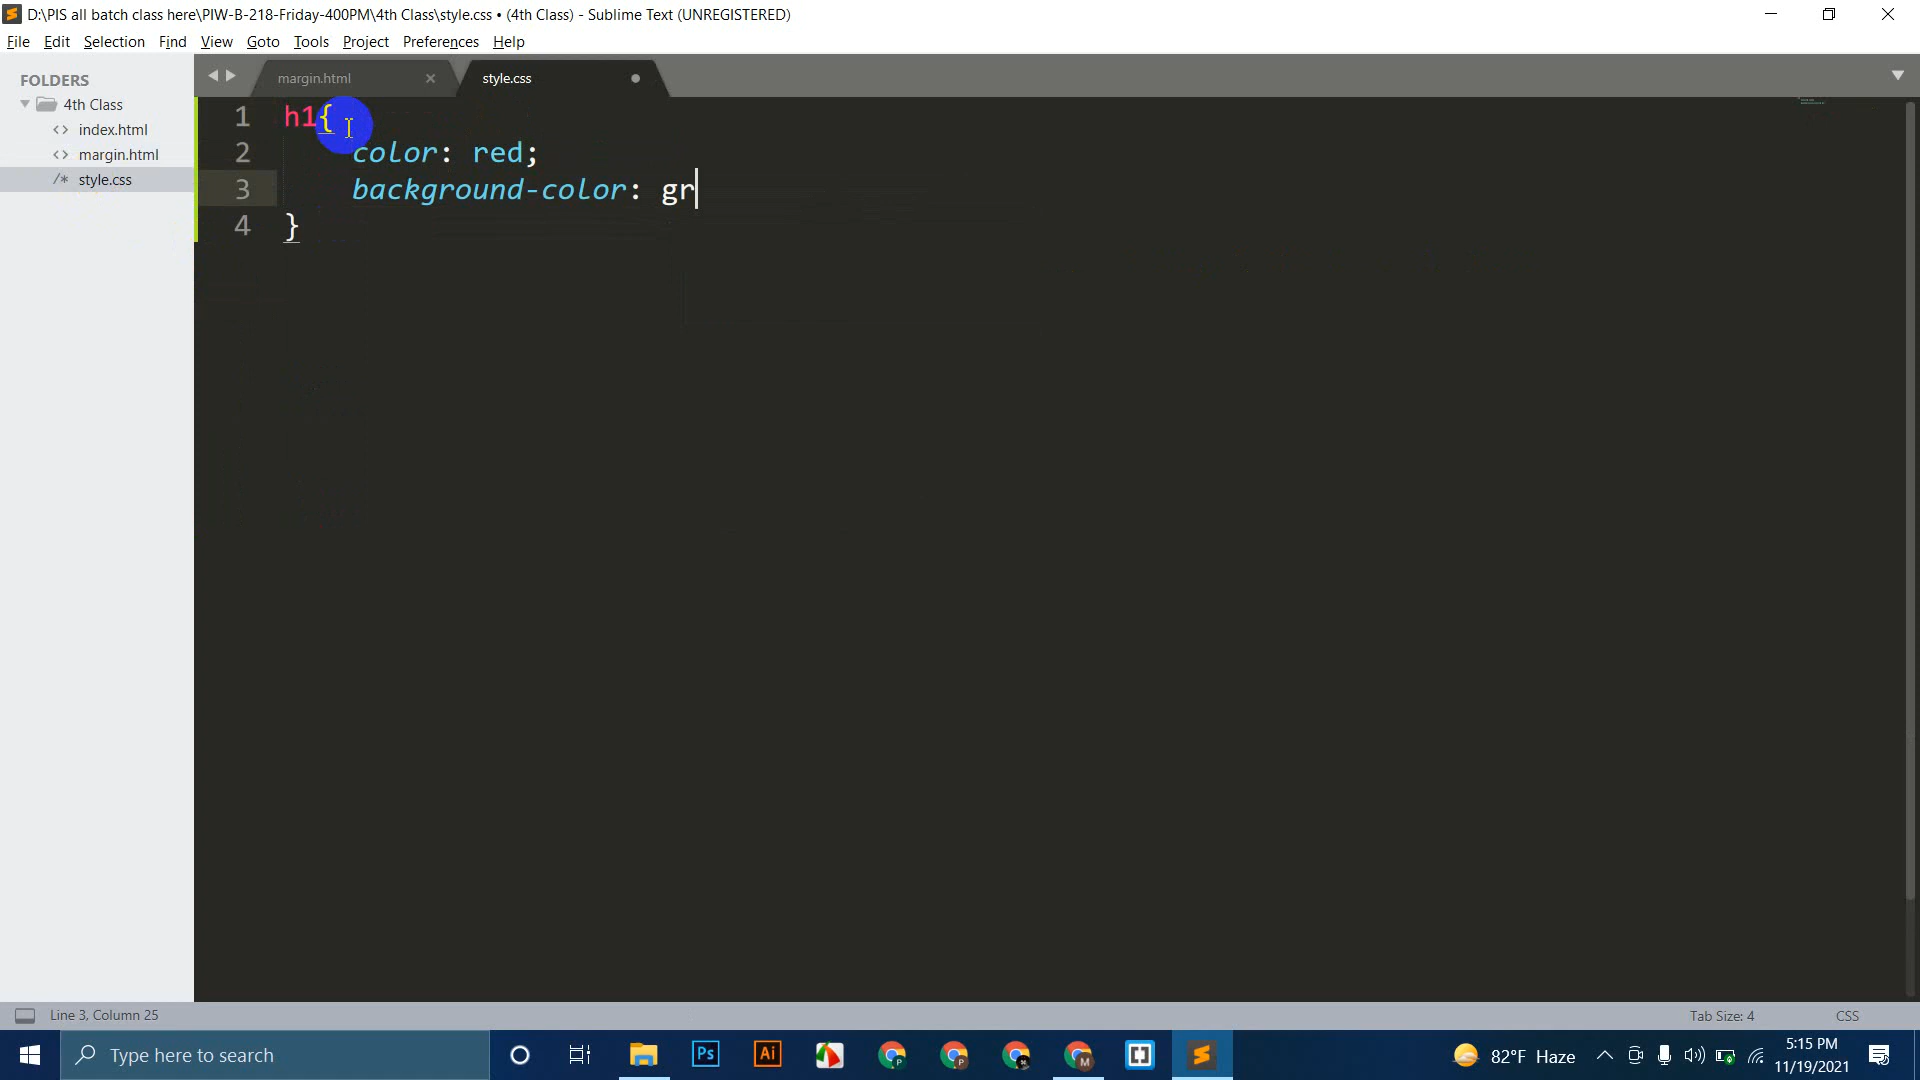 D:\PIS all batch class here\PIW-B-218-Friday-400PM\4th Class\style.css • (4th Class) - Sublime Text (UNREGISTERED)
File Edit Selection Find View Goto Tools Project Preferences Help
FOLDERS
4th Class
index.html
margin.html
style.css
margin.html
style.css
1 h1{
2 color: red;
3 background-color: gr
4 }
Line 3, Column 25
Tab Size: 4
CSS
Type here to search
Ps
Ai
82°F Haze
5:15 PM
11/19/2021